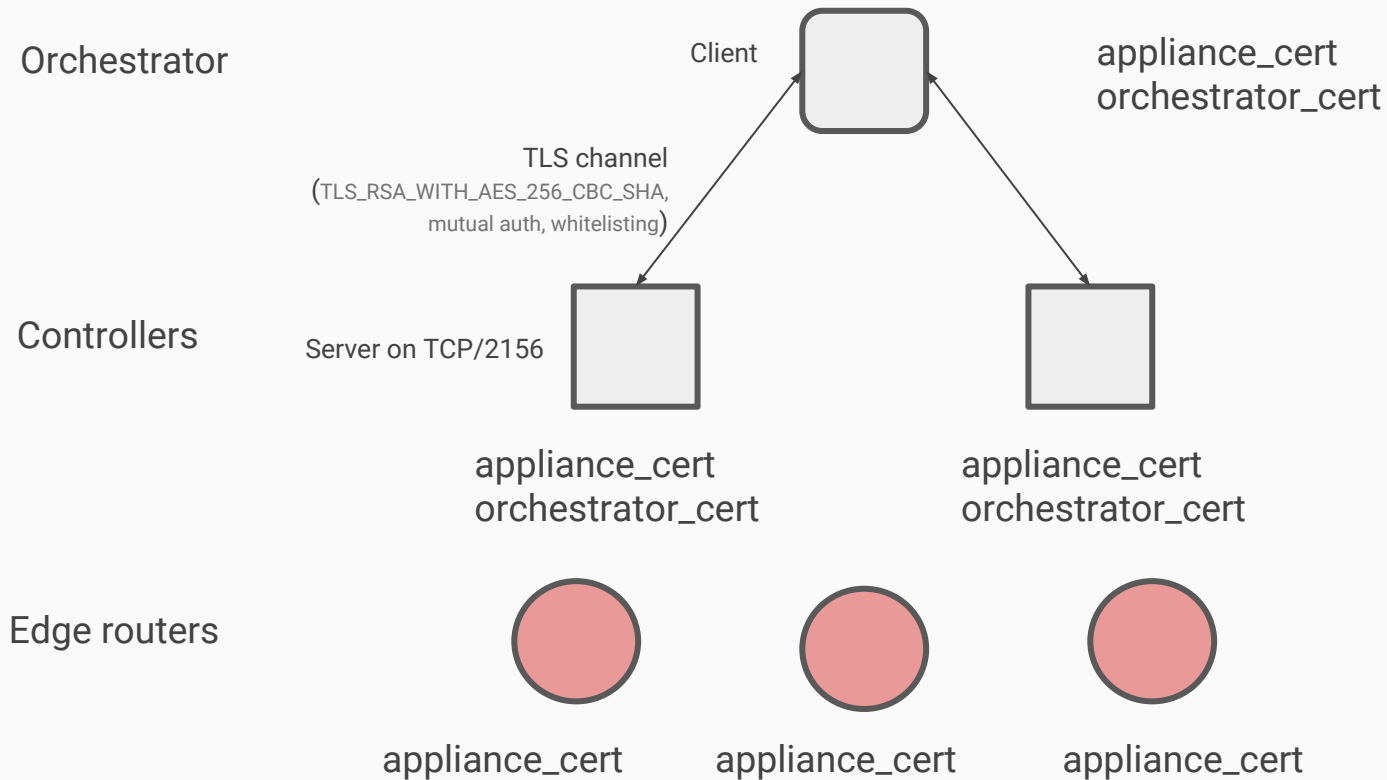 Orchestrator
Client
appliance_cert
orchestrator_cert
TLS channel
(TLS_RSA_WITH_AES_256_CBC_SHA,
mutual auth, whitelisting)
Controllers
Server on TCP/2156
appliance_cert
orchestrator_cert
appliance_cert
orchestrator_cert
Edge routers
appliance_cert
appliance_cert
appliance_cert